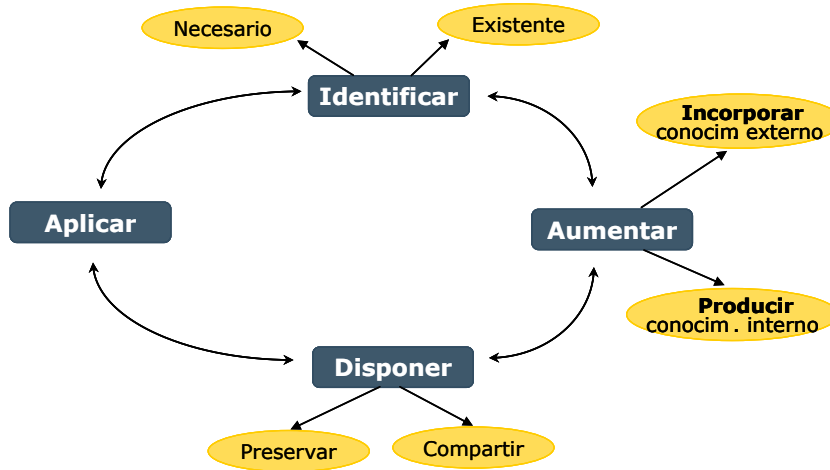 Necesario
Existente
Identificar
Incorporar
conocim externo
Aplicar
Aumentar
Producir
conocim . interno
Disponer
Preservar
Compartir